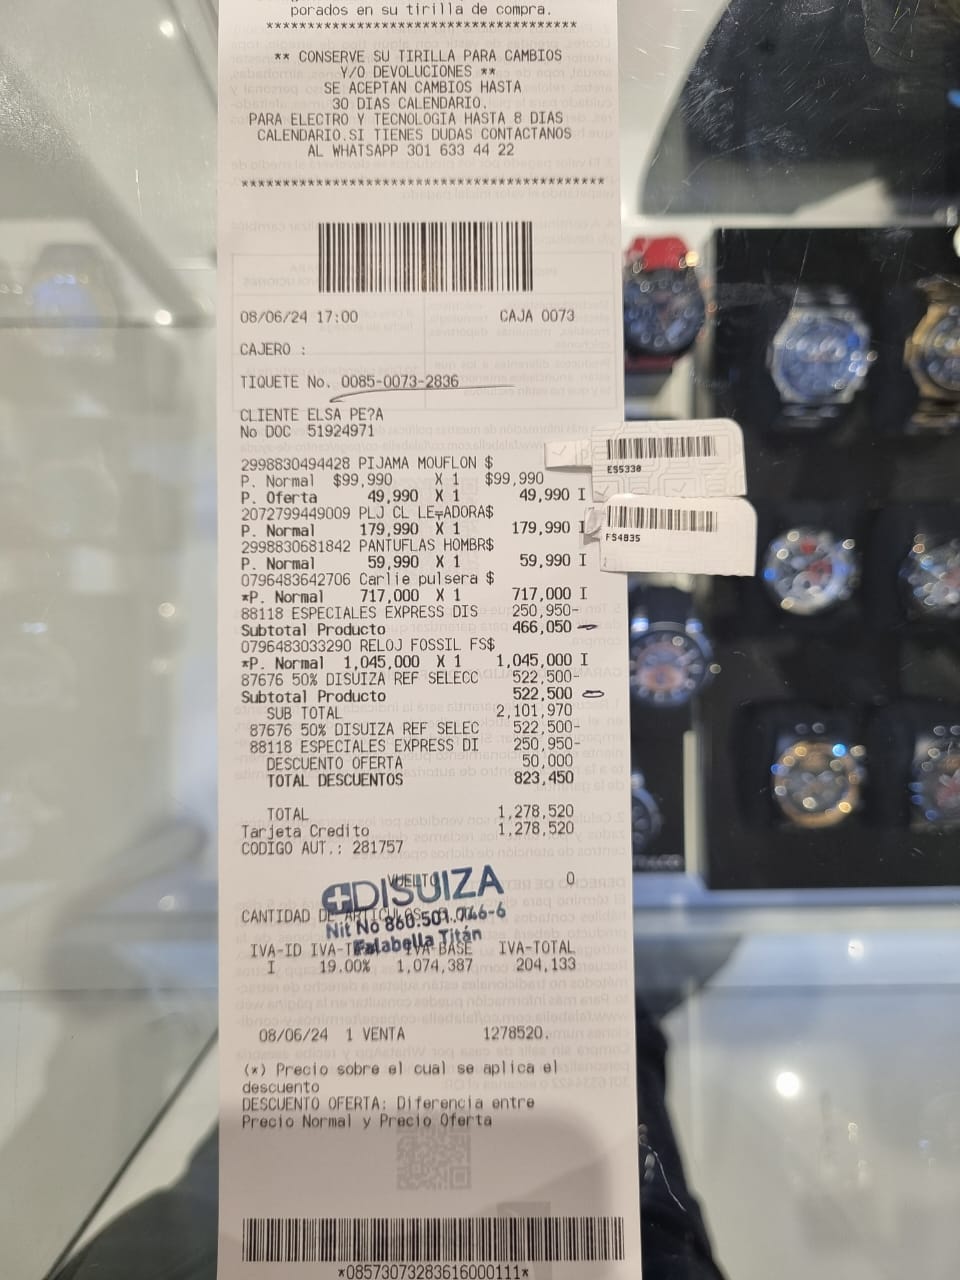 porados en su tirilla de compra.
*****************************************
** CONSERVE SU TIRILLA PARA CAMBIOS
Y/O DEVOLUCIONES **
SE ACEPTAN CAMBIOS HASTA
30 DIAS CALENDARIO.
PARA ELECTRO Y TECNOLOGIA HASTA 8 DIAS
CALENDARIO.SI TIENES DUDAS CONTACTANOS
AL WHATSAPP 301 633 44 22
********************************************
08/06/24 17:00 CAJA 0073
CAJERO :
TIQUETE No. 0085-0073-2836
CLIENTE ELSA PE?A
No DOC 51924971
2998830494428 PIJAMA MOUFLON $
P. Normal $99,990 X 1 $99,990
P. Oferta 49,990 X 1 49,990 I
2072799449009 PLJ CL LE ADORA$
P. Normal 179,990 X 1 179,990 I
2998830681842 PANTUFLAS HOMBR$
P. Normal 59,990 X 1 59,990 I
0796483642706 Carlie pulsera $
*P. Normal 717,000 X 1 717,000 I
88118 ESPECIALES EXPRESS DIS 250,950-
Subtotal Producto 466,050
0796483033290 RELOJ FOSSIL FS$
*P. Normal 1,045,000 X 1 1,045,000 I
87676 50% DISUIZA REF SELECC 522,500-
Subtotal Producto 522,500
SUB TOTAL 2,101,970
87676 50% DISUIZA REF SELEC 522,500-
88118 ESPECIALES EXPRESS DI 250,950-
DESCUENTO OFERTA 50,000
TOTAL DESCUENTOS 823,450
TOTAL 1,278,520
Tarjeta Credito 1,278,520
CODIGO AUT.: 281757
VUELTO 0
DISUIZA
CANTIDAD DE ARTICULOS
Nit No 860.501.746-6
Falabella Titán
IVA-ID IVA-T IVA-BASE IVA-TOTAL
I 19.00% 1,074,387 204,133
08/06/24 1 VENTA 1278520.
(*) Precio sobre el cual se aplica el
descuento
DESCUENTO OFERTA: Diferencia entre
Precio Normal y Precio Oferta
*08573073283616000111*
ES5330
FS4835